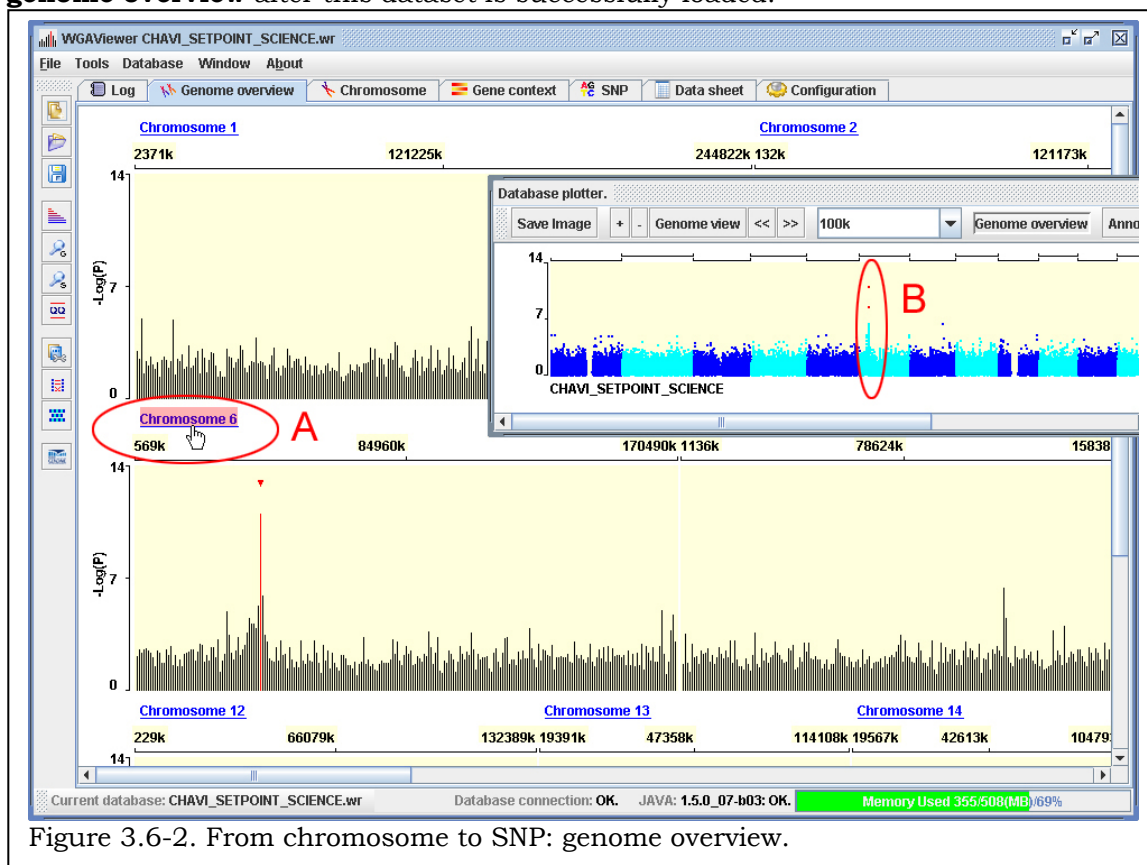 genome overview after this dataset is successfully loaded.
WGAViewer CHAVI_SETPOINT_SCIENCE.wr
File Tools Database Window About
Log Genome overview Chromosome Gene context SNP Data sheet Configuration
Chromosome 1 Chromosome 2
2371k 121225k 244822k 132k 121173k
14
-Log(P)
7
0
Database plotter.
Save Image + - Genome view << >> 100k Genome overview Anno
14
7
0
B
CHAVI_SETPOINT_SCIENCE
Chromosome 6 A
569k 84960k 170490k 1136k 78624k 15838
14
-Log(P)
7
0
Chromosome 12 Chromosome 13 Chromosome 14
229k 66079k 132389k 19391k 47358k 114108k 19567k 42613k 10479
14
Current database: CHAVI_SETPOINT_SCIENCE.wr Database connection: OK. JAVA: 1.5.0_07-b03: OK. Memory Used 355/508(MB)/69%
Figure 3.6-2. From chromosome to SNP: genome overview.